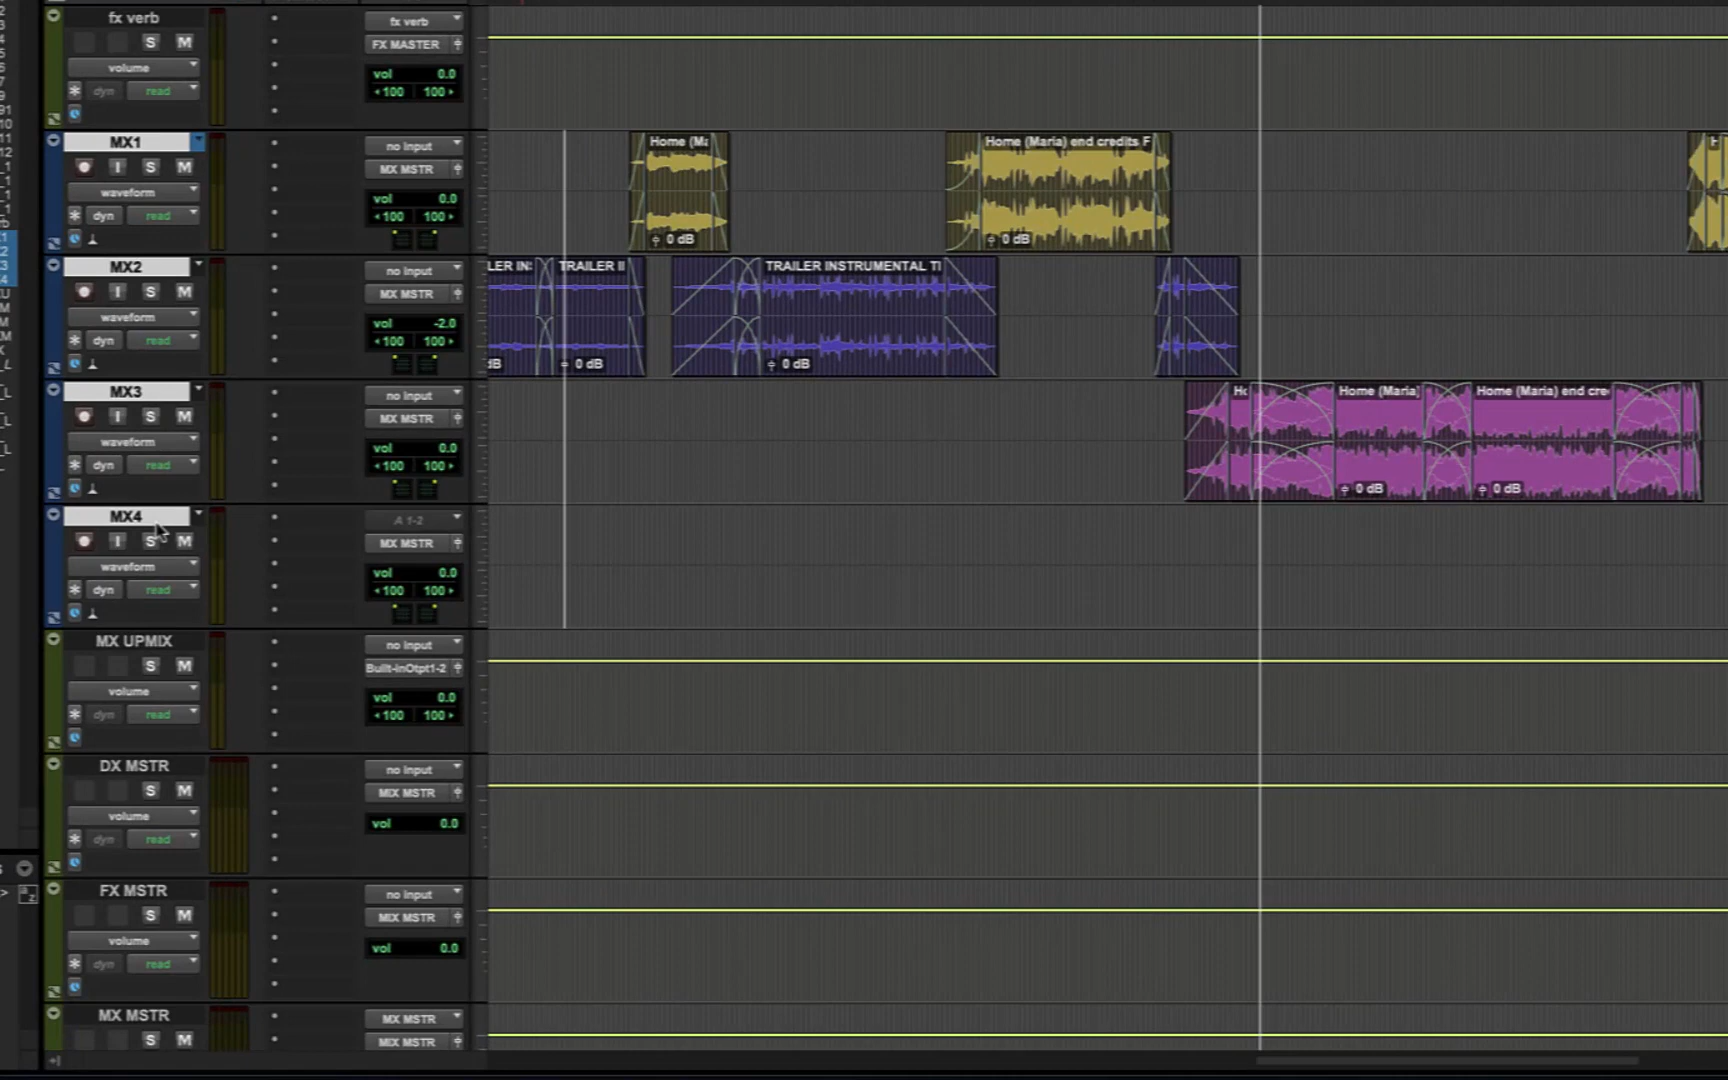 fx verb
S M
volume
dyn read
fx verb
FX MASTER
vol 0.0
100 100
MX1
I S M
waveform
dyn read
no input
MX MSTR
vol 0.0
100 100
Home (Ma
0 dB
Home (Maria) end credits F
0 dB
MX2
I S M
waveform
dyn read
no input
MX MSTR
vol -2.0
100 100
LER IN
dB
TRAILER II
0 dB
TRAILER INSTRUMENTAL TI
0 dB
MX3
I S M
waveform
dyn read
no input
MX MSTR
vol 0.0
100 100
Hc
Home (Maria)
0 dB
Home (Maria) end cre
0 dB
MX4
I S M
waveform
dyn read
A 1-2
MX MSTR
vol 0.0
100 100
MX UPMIX
S M
volume
dyn read
no input
Built-inOtpt1-2
vol 0.0
100 100
DX MSTR
S M
volume
dyn read
no input
MIX MSTR
vol 0.0
FX MSTR
S M
volume
dyn read
no input
MIX MSTR
vol 0.0
MX MSTR
S M
MX MSTR
MIX MSTR